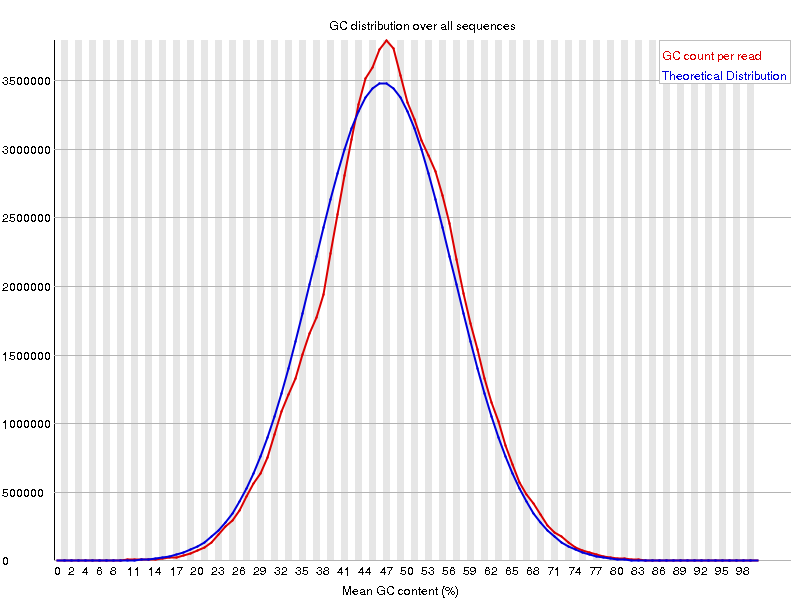 GC distribution over all sequences
GC count per read
Theoretical Distribution
3500000
3000000
2500000
2000000
1500000
1000000
500000
0
0 2 4 6 8 11 14 17 20 23 26 29 32 35 38 41 44 47 50 53 56 59 62 65 68 71 74 77 80 83 86 89 92 95 98
Mean GC content (%)